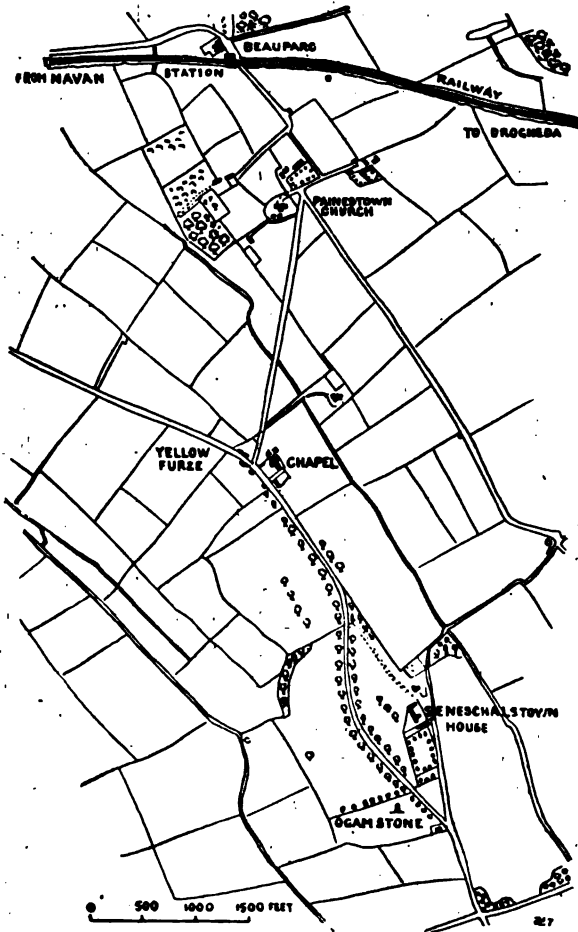 BEAUPARC
FROM NAVAN
STATION
RAILWAY
TO DROGHEDA
PAINESTOWN
CHURCH
YELLOW
FURZE
CHAPEL
SENESCHALSTOWN
HOUSE
OGAM STONE
0 500 1000 1500 FEET